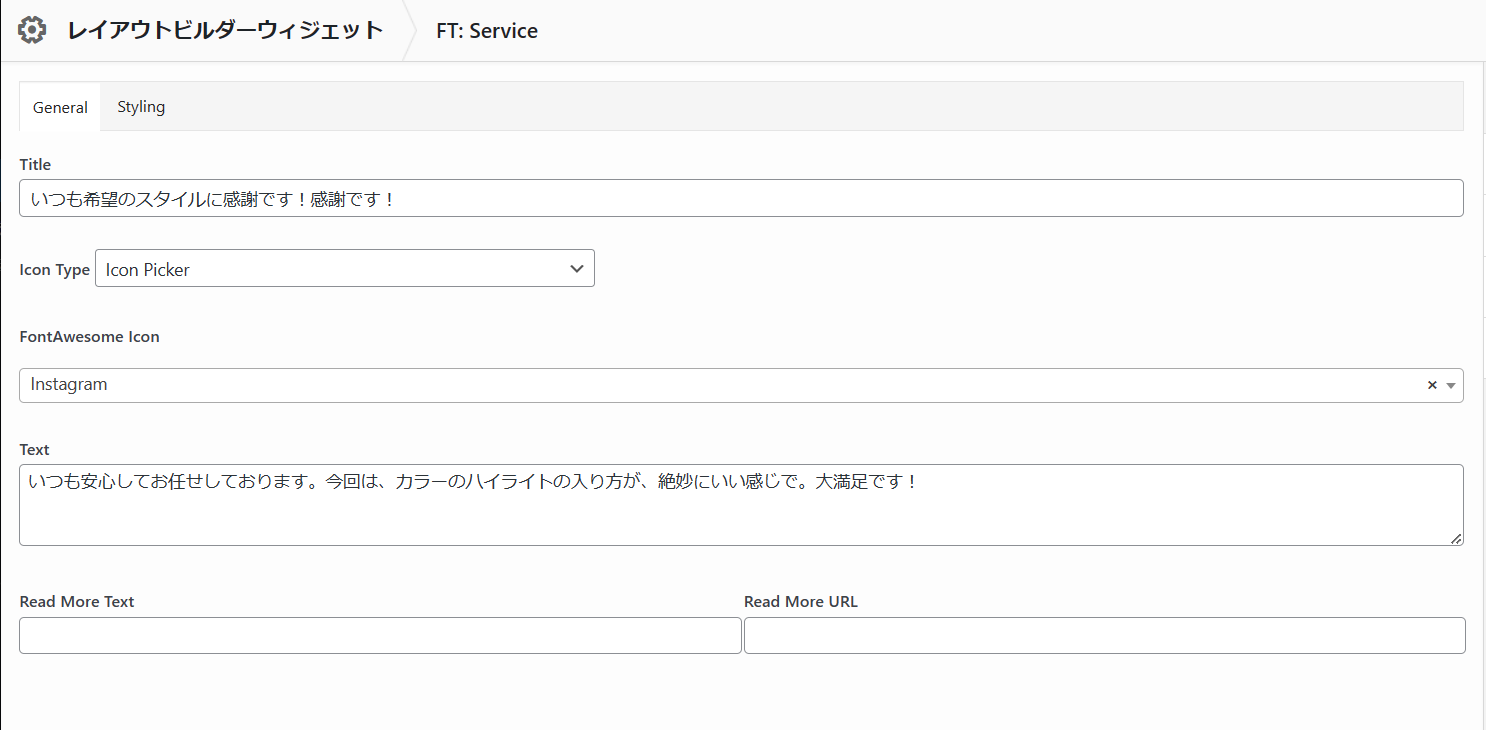 レイアウトビルダーウィジェット FT: Service
General Styling
Title
いつも希望のスタイルに感謝です！感謝です！
Icon Type Icon Picker
FontAwesome Icon
Instagram ×
Text
いつも安心してお任せしております。今回は、カラーのハイライトの入り方が、絶妙にいい感じで。大満足です！
Read More Text Read More URL